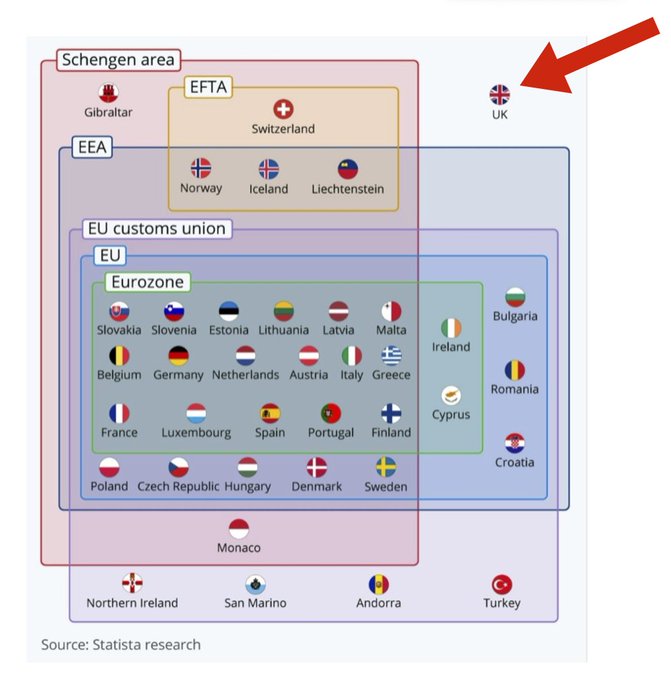 Schengen area
EFTA
Gibraltar
Switzerland
UK
EEA
Norway Iceland Liechtenstein
EU customs union
EU
Eurozone
Slovakia Slovenia Estonia Lithuania Latvia Malta
Bulgaria
Ireland
Belgium Germany Netherlands Austria Italy Greece
Romania
Cyprus
France Luxembourg Spain Portugal Finland
Croatia
Poland Czech Republic Hungary Denmark Sweden
Monaco
Northern Ireland San Marino Andorra Turkey
Source: Statista research